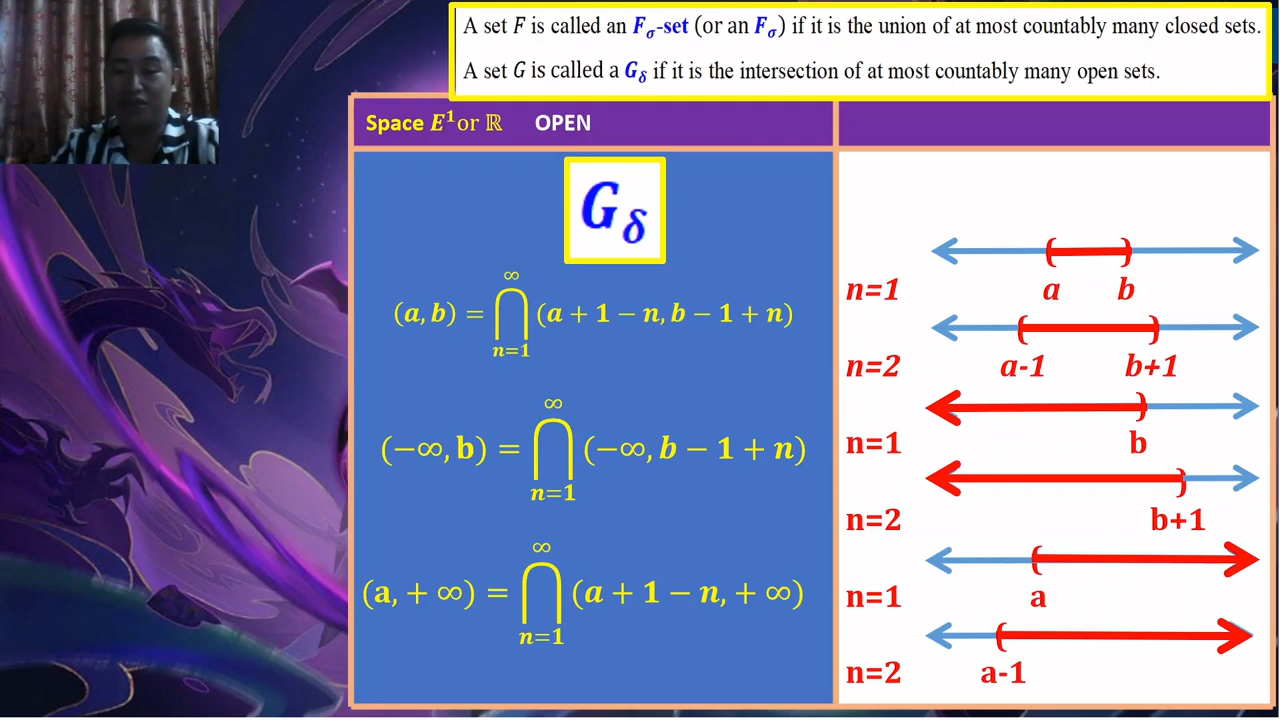 A set F is called an Fσ-set (or an Fσ) if it is the union of at most countably many closed sets.
A set G is called a Gδ if it is the intersection of at most countably many open sets.
Space E¹or ℝ OPEN
Gδ
(a, b) = ⋂_{n=1}^{∞} (a + 1 − n, b − 1 + n)
(−∞, b) = ⋂_{n=1}^{∞} (−∞, b − 1 + n)
(a, + ∞) = ⋂_{n=1}^{∞} (a + 1 − n, + ∞)
n=1 a b
n=2 a-1 b+1
n=1 b
n=2 b+1
n=1 a
n=2 a-1